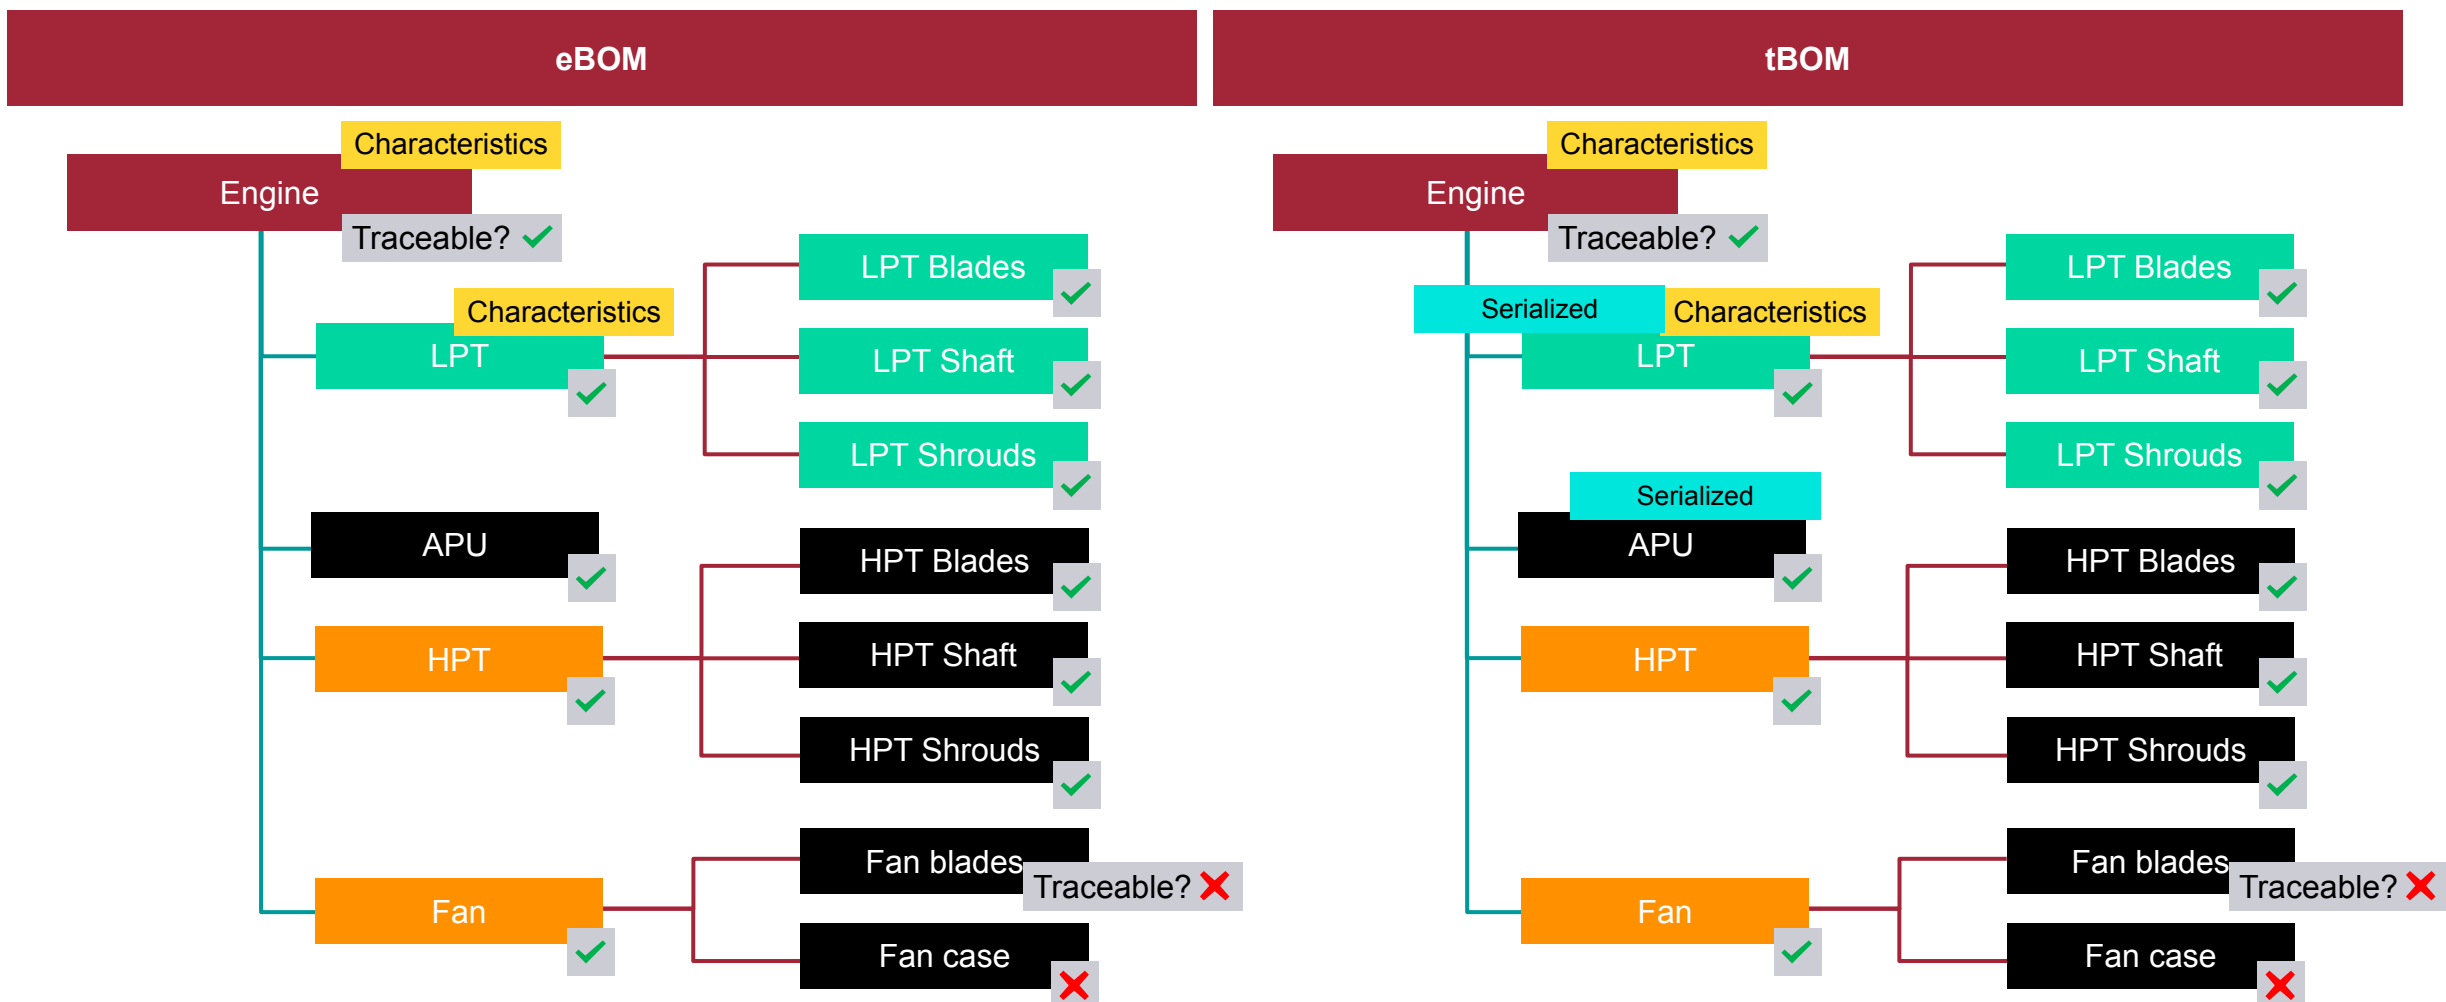 eBOM
Characteristics
Engine
Traceable?
LPT Blades
Characteristics
LPT
LPT Shaft
LPT Shrouds
APU
HPT Blades
HPT
HPT Shaft
HPT Shrouds
Fan blades
Traceable?
Fan
Fan case
tBOM
Characteristics
Engine
Traceable?
LPT Blades
Serialized
Characteristics
LPT
LPT Shaft
LPT Shrouds
Serialized
APU
HPT Blades
HPT
HPT Shaft
HPT Shrouds
Fan blades
Traceable?
Fan
Fan case